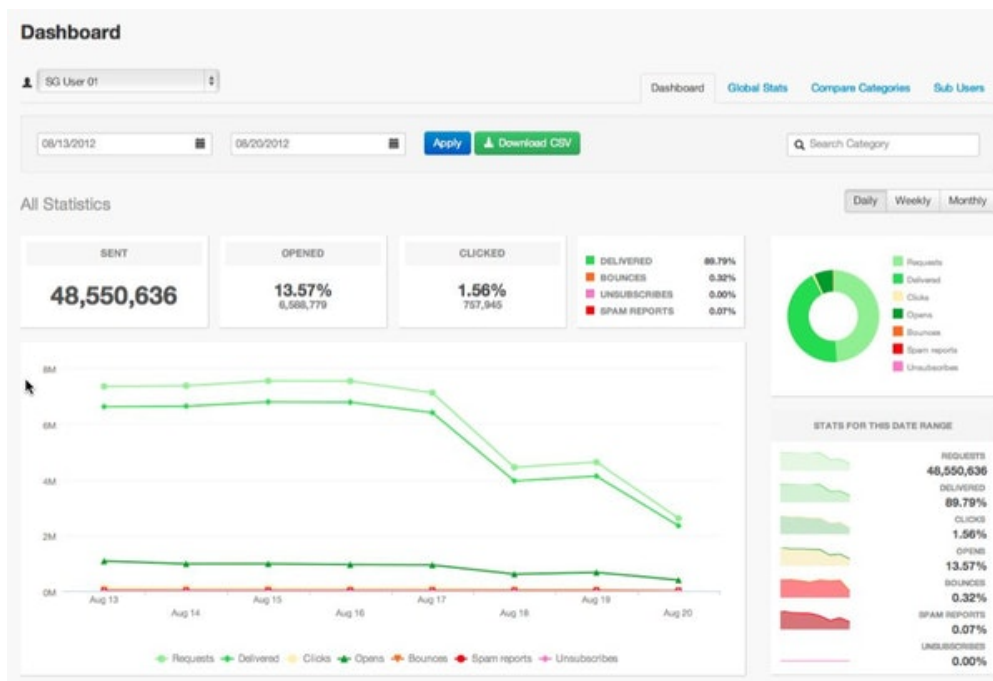 Dashboard
SG User 01
Dashboard Global Stats Compare Categories Sub Users
08/13/2012 08/20/2012 Apply Download CSV Search Category
All Statistics
Daily Weekly Monthly
SENT
48,550,636
OPENED
13.57%
6,588,779
CLICKED
1.56%
757,945
DELIVERED 89.79%
BOUNCES 0.32%
UNSUBSCRIBES 0.00%
SPAM REPORTS 0.07%
Requests
Delivered
Clicks
Opens
Bounces
Spam reports
Unsubscribes
8M
6M
4M
2M
0M
Aug 13 Aug 14 Aug 15 Aug 16 Aug 17 Aug 18 Aug 19 Aug 20
Requests Delivered Clicks Opens Bounces Spam reports Unsubscribes
STATS FOR THIS DATE RANGE
REQUESTS
48,550,636
DELIVERED
89.79%
CLICKS
1.56%
OPENS
13.57%
BOUNCES
0.32%
SPAM REPORTS
0.07%
UNSUBSCRIBES
0.00%